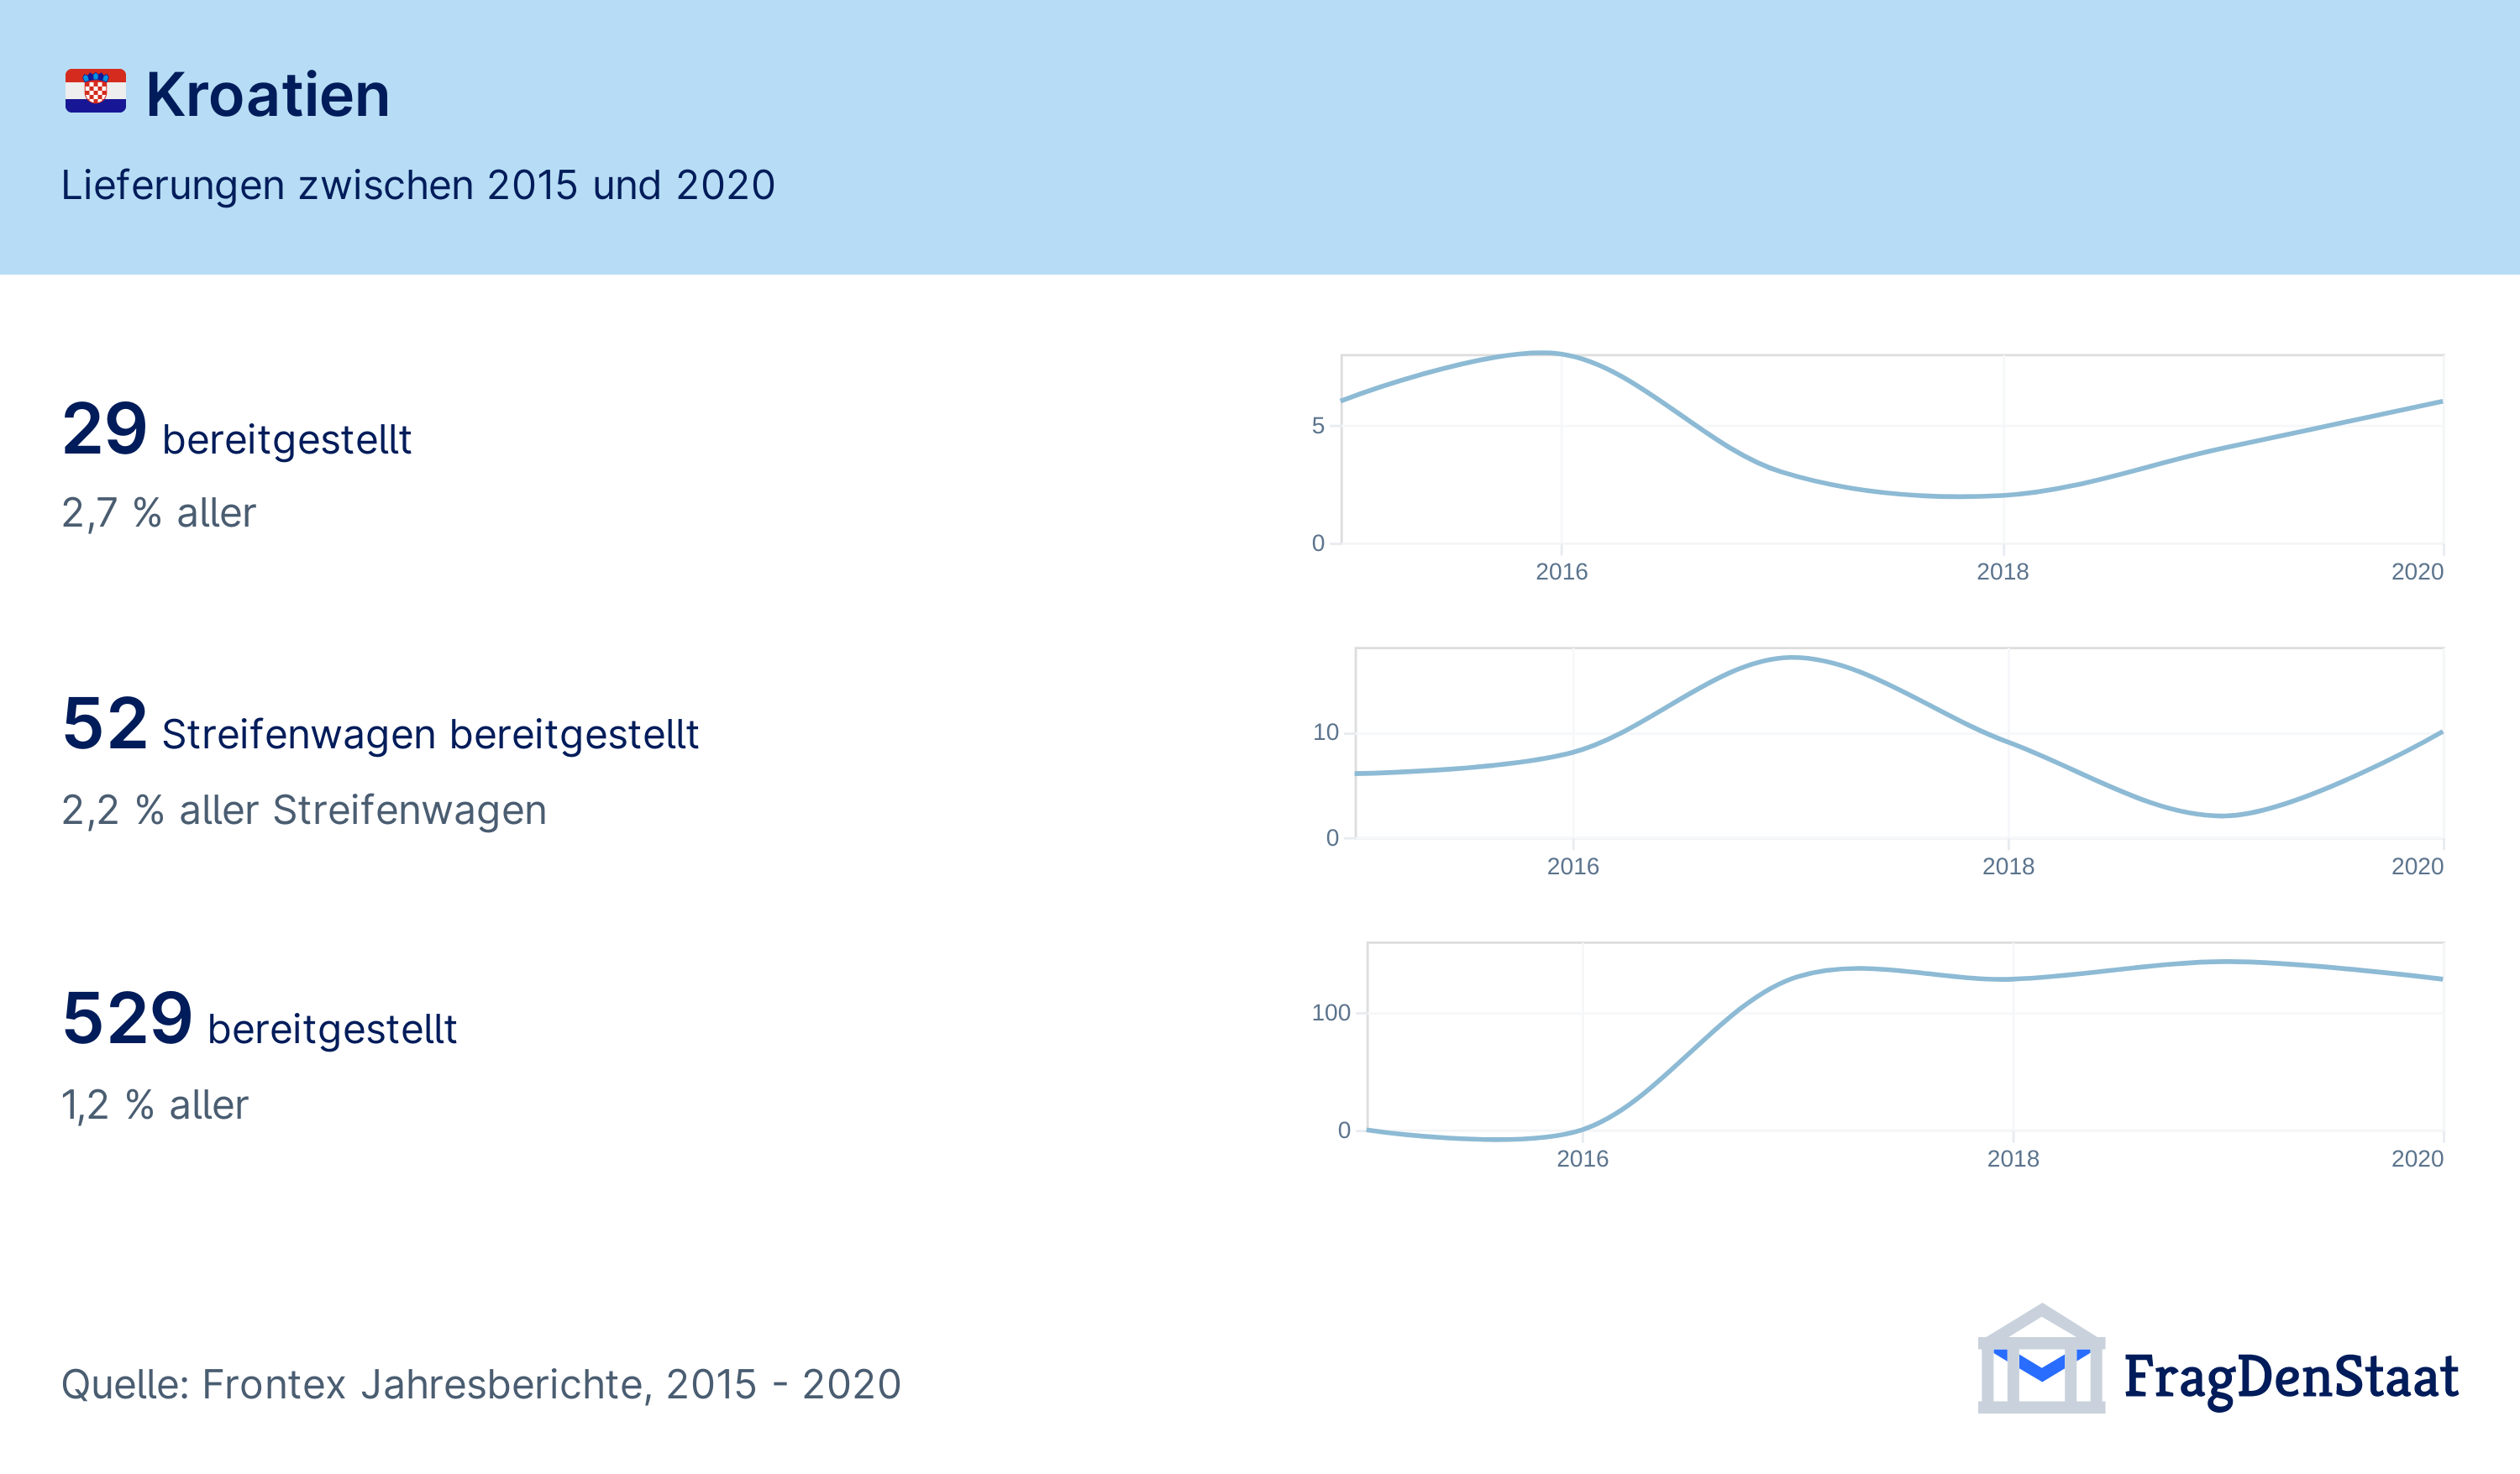 Kroatien
Lieferungen zwischen 2015 und 2020
29 bereitgestellt
2,7 % aller
5
0
2016 2018 2020
52 Streifenwagen bereitgestellt
2,2 % aller Streifenwagen
10
0
2016 2018 2020
529 bereitgestellt
1,2 % aller
100
0
2016 2018 2020
Quelle: Frontex Jahresberichte, 2015 - 2020
FragDenStaat